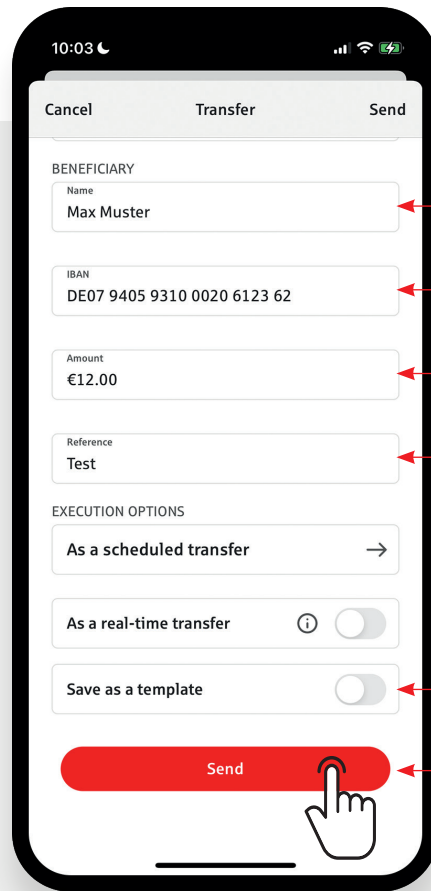 10:03
Cancel Transfer Send
BENEFICIARY
Name
Max Muster
IBAN
DE07 9405 9310 0020 6123 62
Amount
€12.00
Reference
Test
EXECUTION OPTIONS
As a scheduled transfer
As a real-time transfer
Save as a template
Send